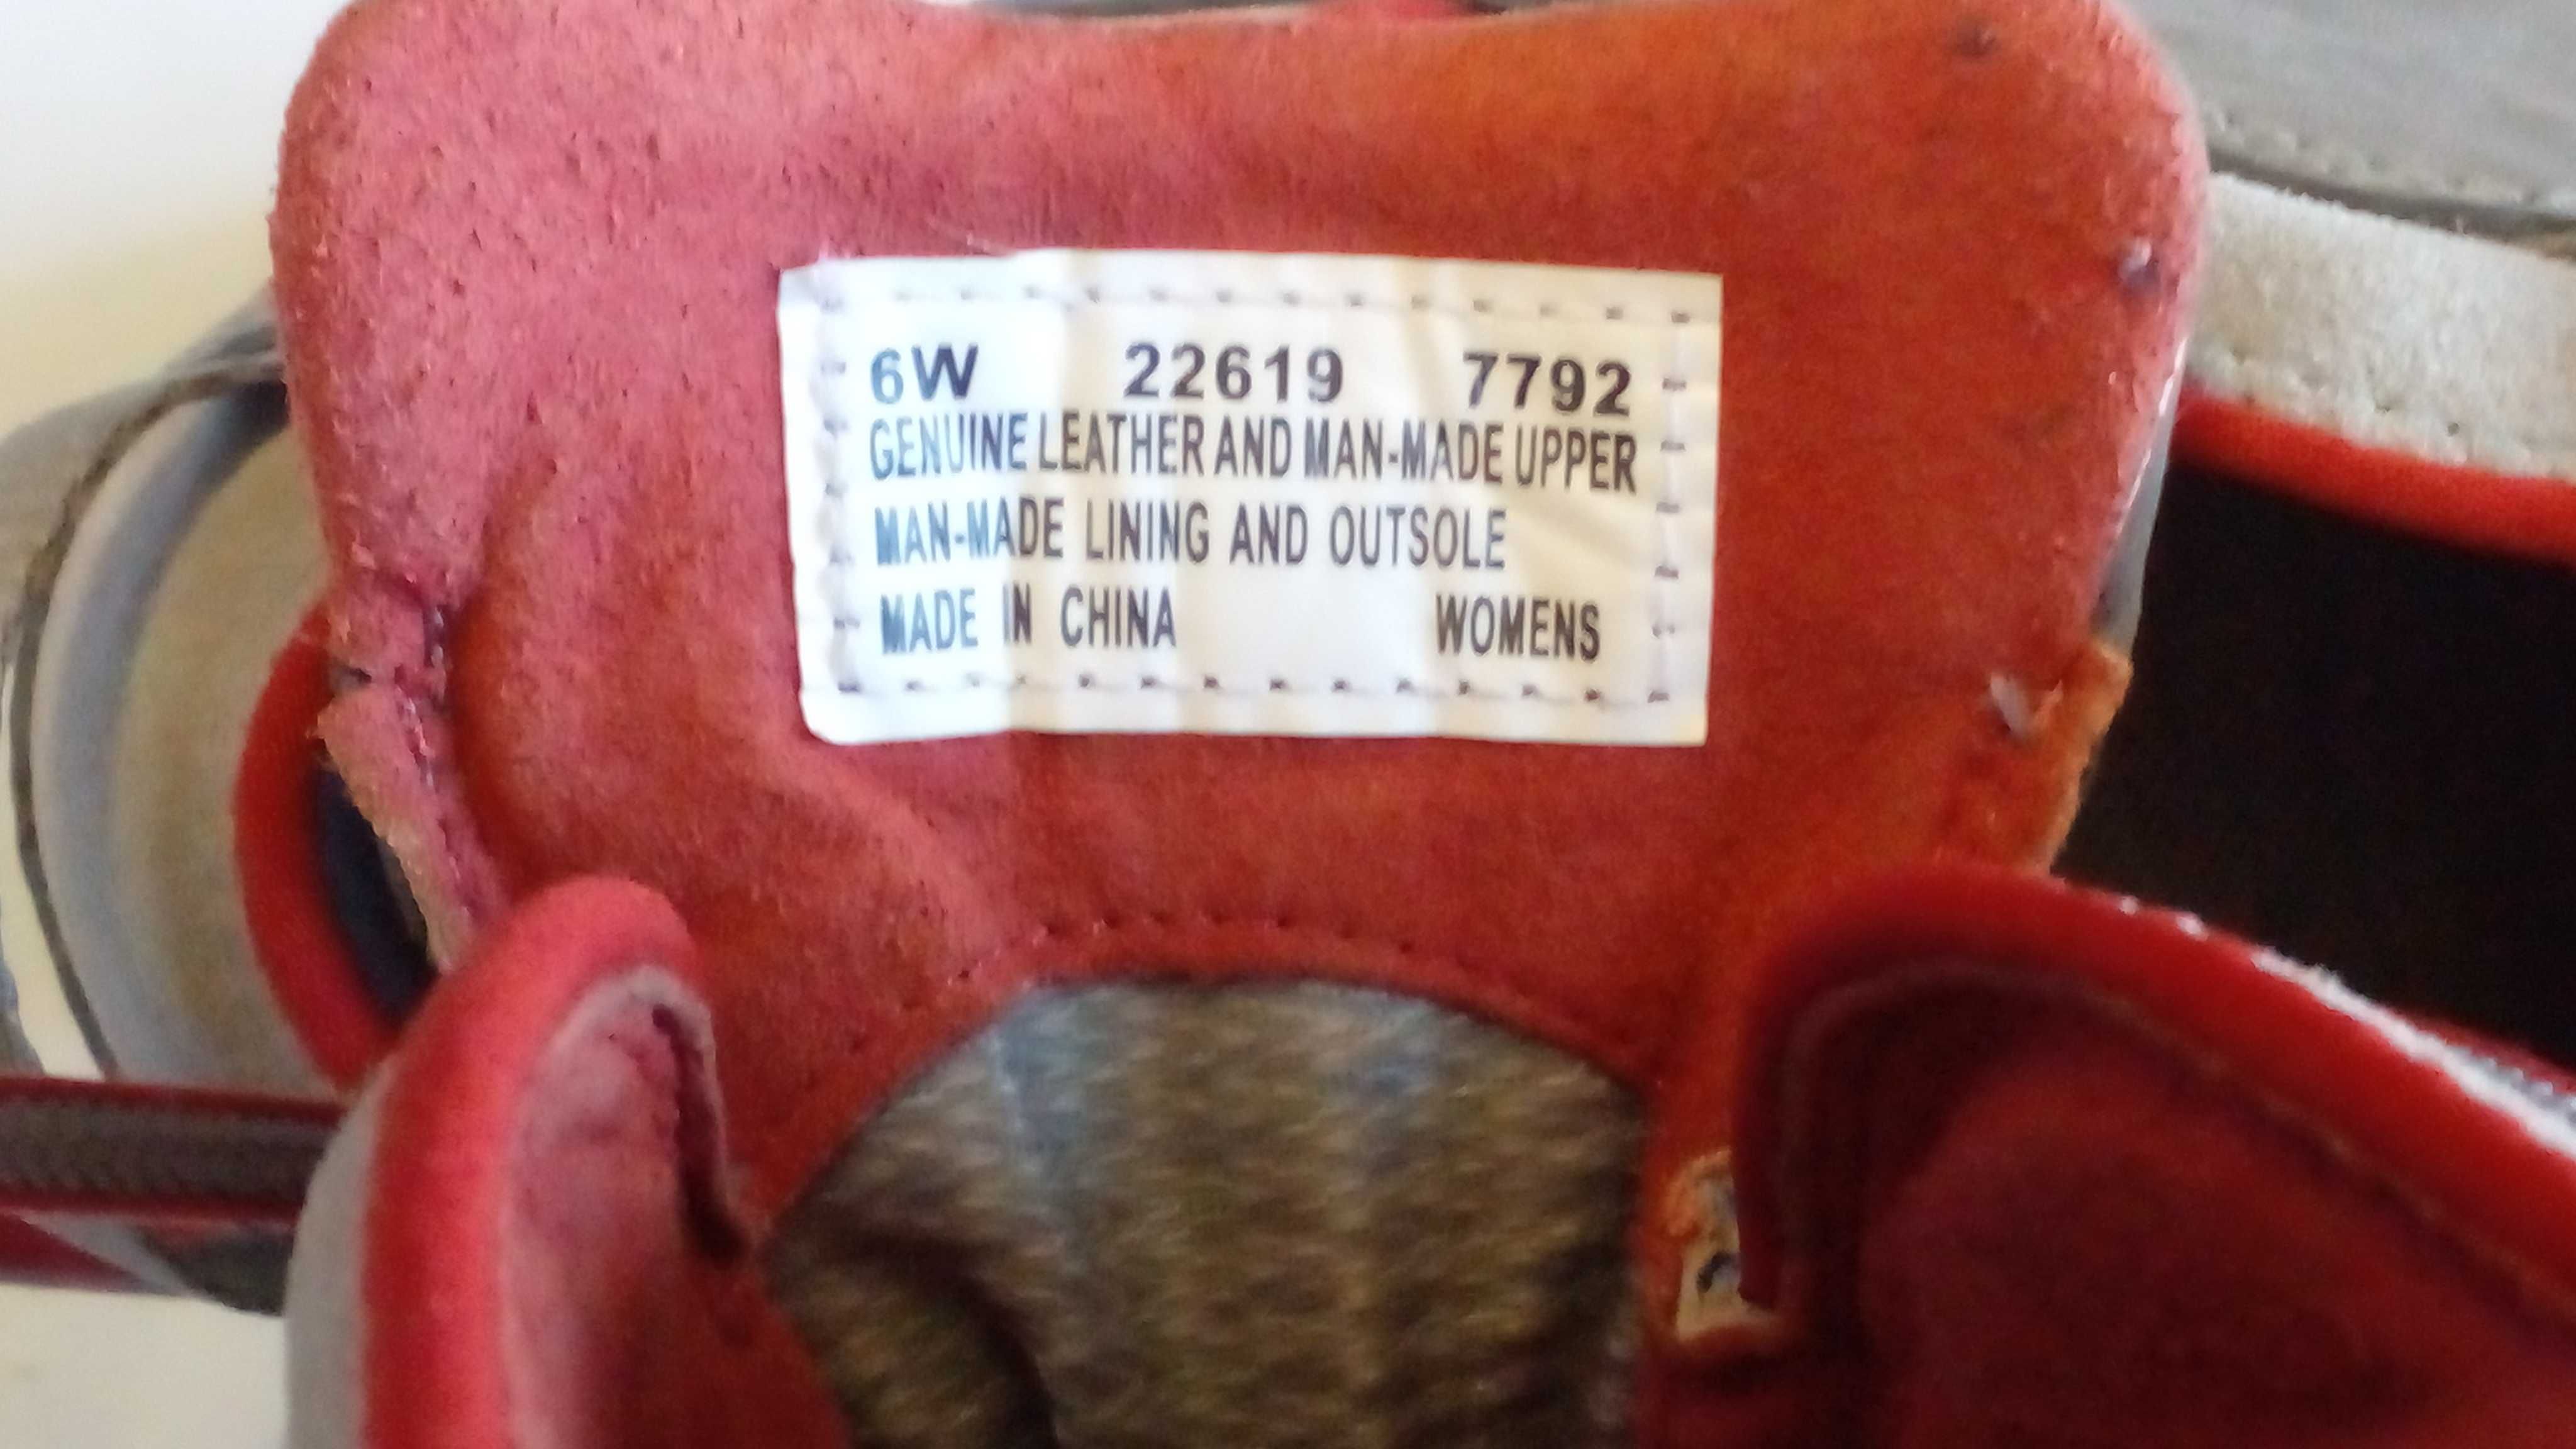 6W 22619 7792
GENUINE LEATHER AND MAN-MADE UPPER
MAN-MADE LINING AND OUTSOLE
MADE IN CHINA WOMENS